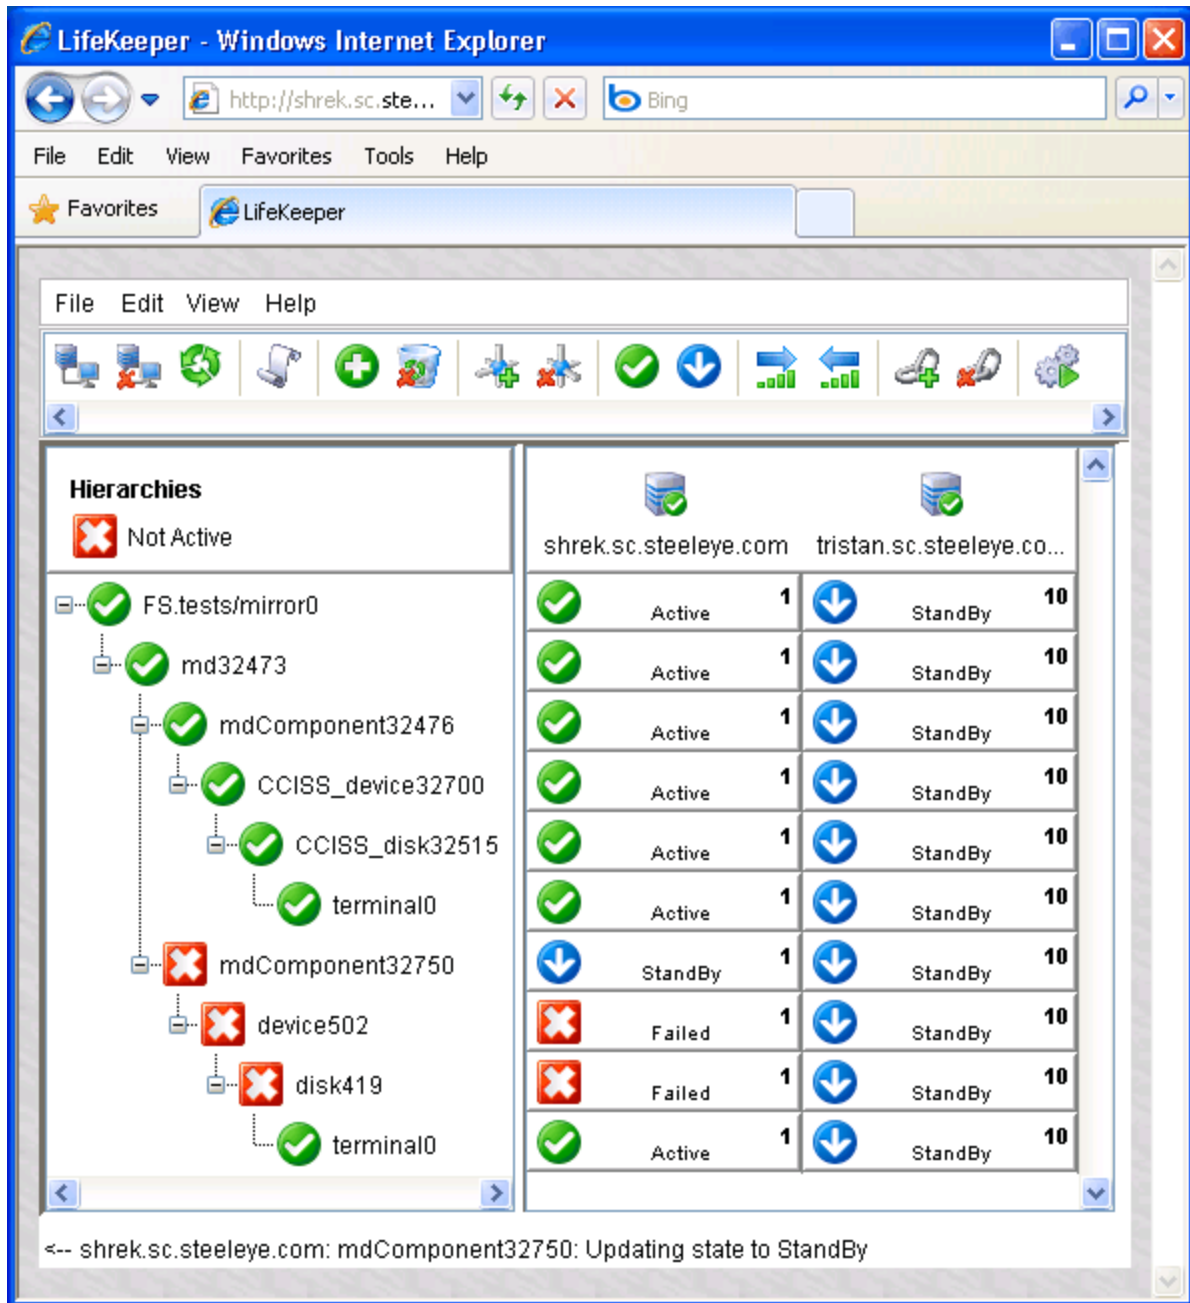 LifeKeeper - Windows Internet Explorer
http://shrek.sc.ste... Bing
File Edit View Favorites Tools Help
Favorites LifeKeeper
File Edit View Help
Hierarchies
Not Active
shrek.sc.steeleye.com tristan.sc.steeleye.co...
FS.tests/mirror0 Active 1 StandBy 10
md32473 Active 1 StandBy 10
mdComponent32476 Active 1 StandBy 10
CCISS_device32700 Active 1 StandBy 10
CCISS_disk32515 Active 1 StandBy 10
terminal0 Active 1 StandBy 10
mdComponent32750 StandBy 1 StandBy 10
device502 Failed 1 StandBy 10
disk419 Failed 1 StandBy 10
terminal0 Active 1 StandBy 10
<-- shrek.sc.steeleye.com: mdComponent32750: Updating state to StandBy